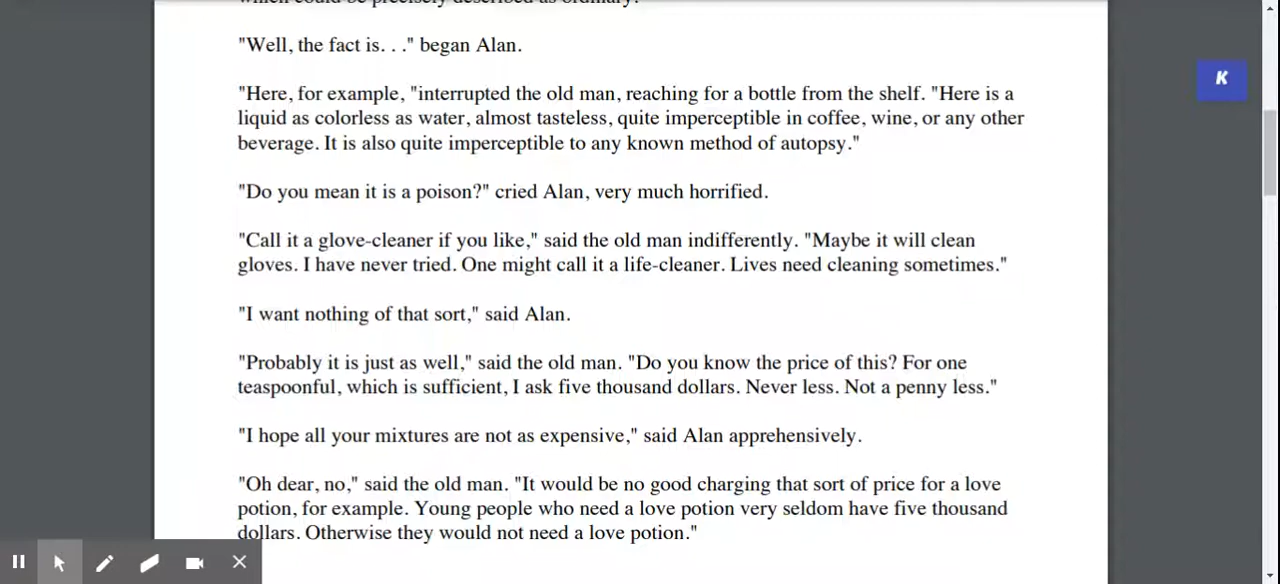 which could be precisely described as ordinary."
"Well, the fact is. . ." began Alan.
"Here, for example, "interrupted the old man, reaching for a bottle from the shelf. "Here is a
liquid as colorless as water, almost tasteless, quite imperceptible in coffee, wine, or any other
beverage. It is also quite imperceptible to any known method of autopsy."
"Do you mean it is a poison?" cried Alan, very much horrified.
"Call it a glove-cleaner if you like," said the old man indifferently. "Maybe it will clean
gloves. I have never tried. One might call it a life-cleaner. Lives need cleaning sometimes."
"I want nothing of that sort," said Alan.
"Probably it is just as well," said the old man. "Do you know the price of this? For one
teaspoonful, which is sufficient, I ask five thousand dollars. Never less. Not a penny less."
"I hope all your mixtures are not as expensive," said Alan apprehensively.
"Oh dear, no," said the old man. "It would be no good charging that sort of price for a love
potion, for example. Young people who need a love potion very seldom have five thousand
dollars. Otherwise they would not need a love potion."
K